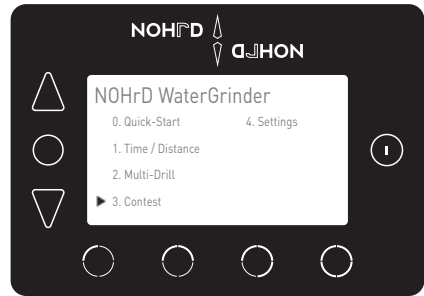 NOHrD
NOHrD
NOHrD WaterGrinder
0. Quick-Start
4. Settings
1. Time / Distance
2. Multi-Drill
3. Contest